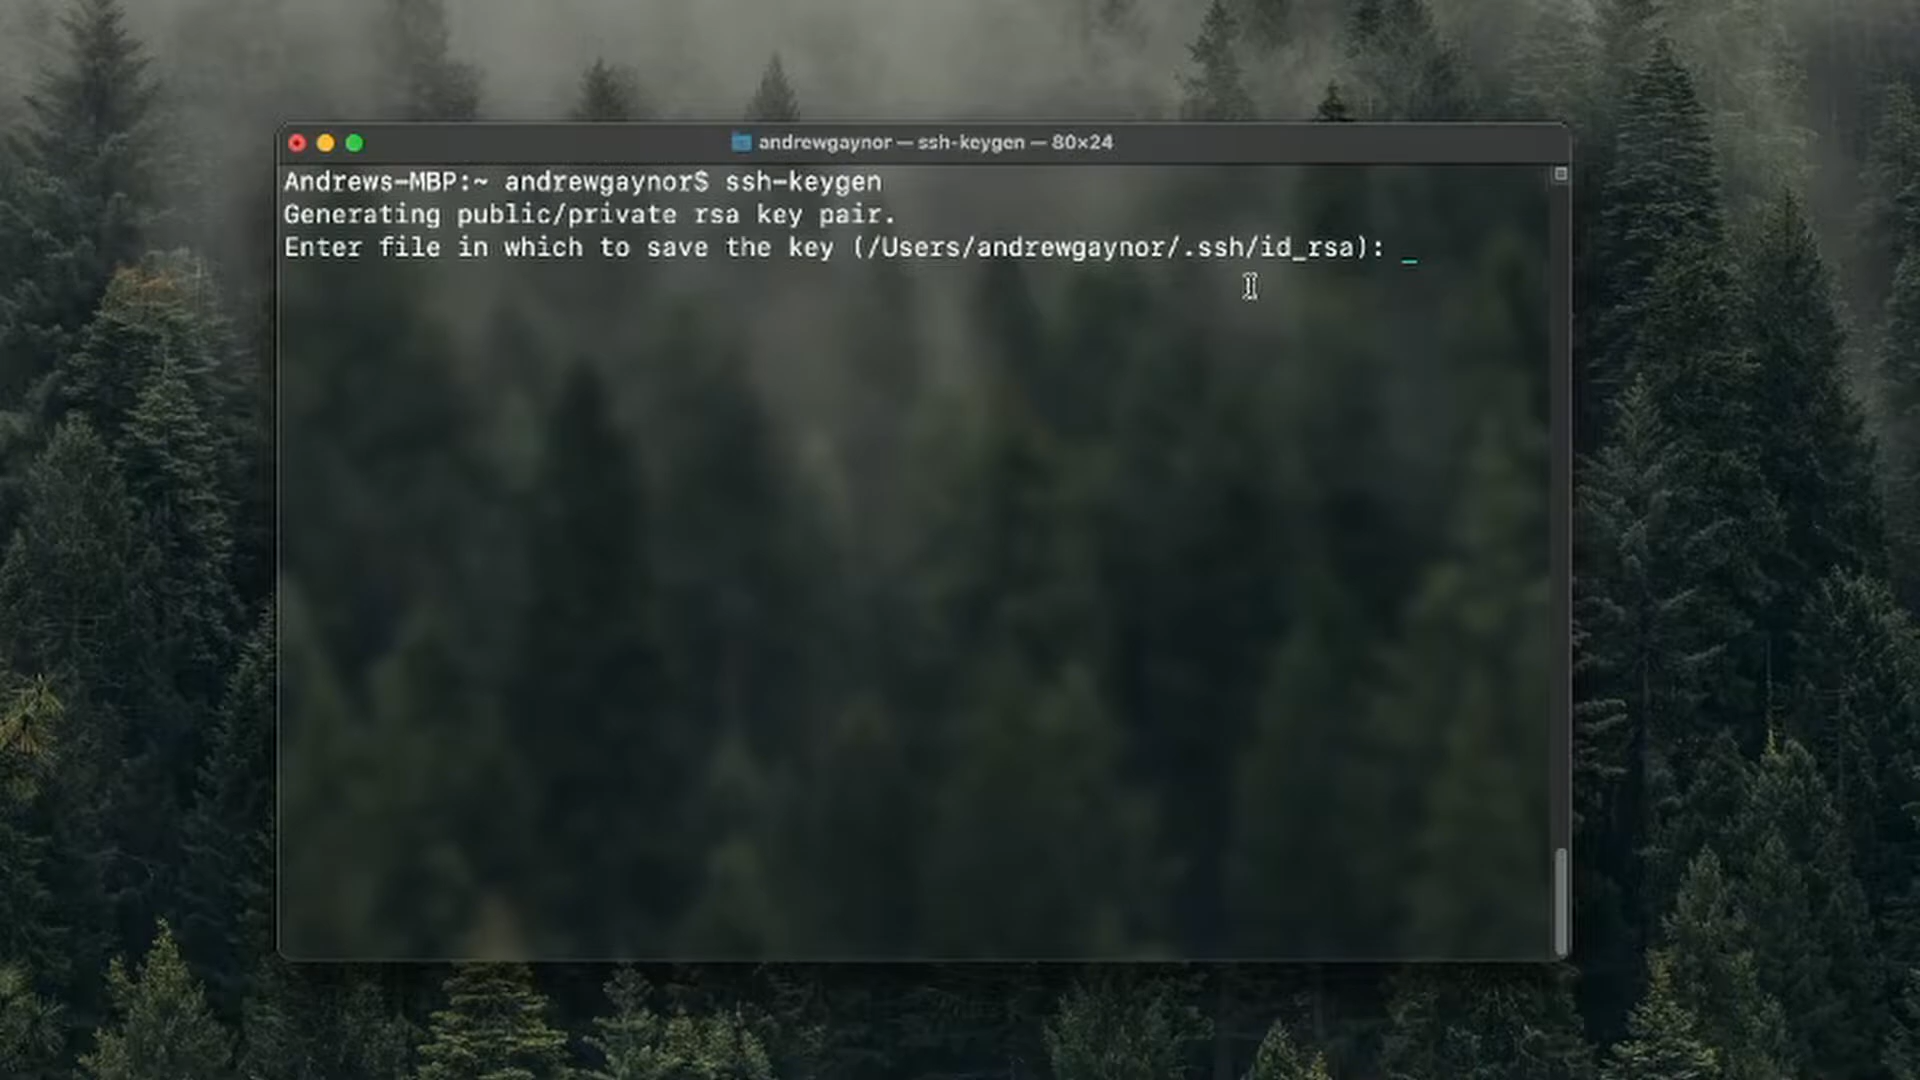 andrewgaynor — ssh-keygen — 80×24
Andrews-MBP:~ andrewgaynor$ ssh-keygen
Generating public/private rsa key pair.
Enter file in which to save the key (/Users/andrewgaynor/.ssh/id_rsa): _